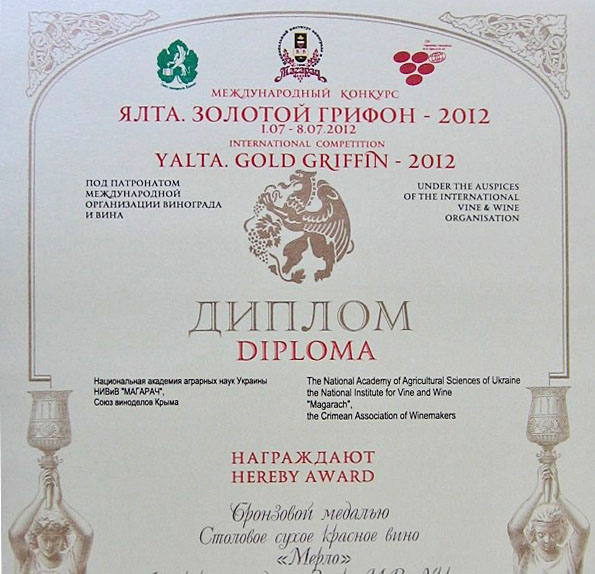 Магарач
МЕЖДУНАРОДНЫЙ КОНКУРС
ЯЛТА. ЗОЛОТОЙ ГРИФОН - 2012
1.07 - 8.07.2012
INTERNATIONAL COMPETITION
YALTA. GOLD GRIFFIN - 2012
ПОД ПАТРОНАТОМ
МЕЖДУНАРОДНОЙ
ОРГАНИЗАЦИИ ВИНОГРАДА
И ВИНА
UNDER THE AUSPICES
OF THE INTERNATIONAL
VINE & WINE
ORGANISATION
ДИПЛОМ
DIPLOMA
Национальная академия аграрных наук Украины
НИВиВ "МАГАРАЧ",
Союз виноделов Крыма
The National Academy of Agricultural Sciences of Ukraine
the National Institute for Vine and Wine
"Magarach",
the Crimean Association of Winemakers
НАГРАЖДАЮТ
HEREBY AWARD
Бронзовой медалью
Столовое сухое красное вино
«Мерло»